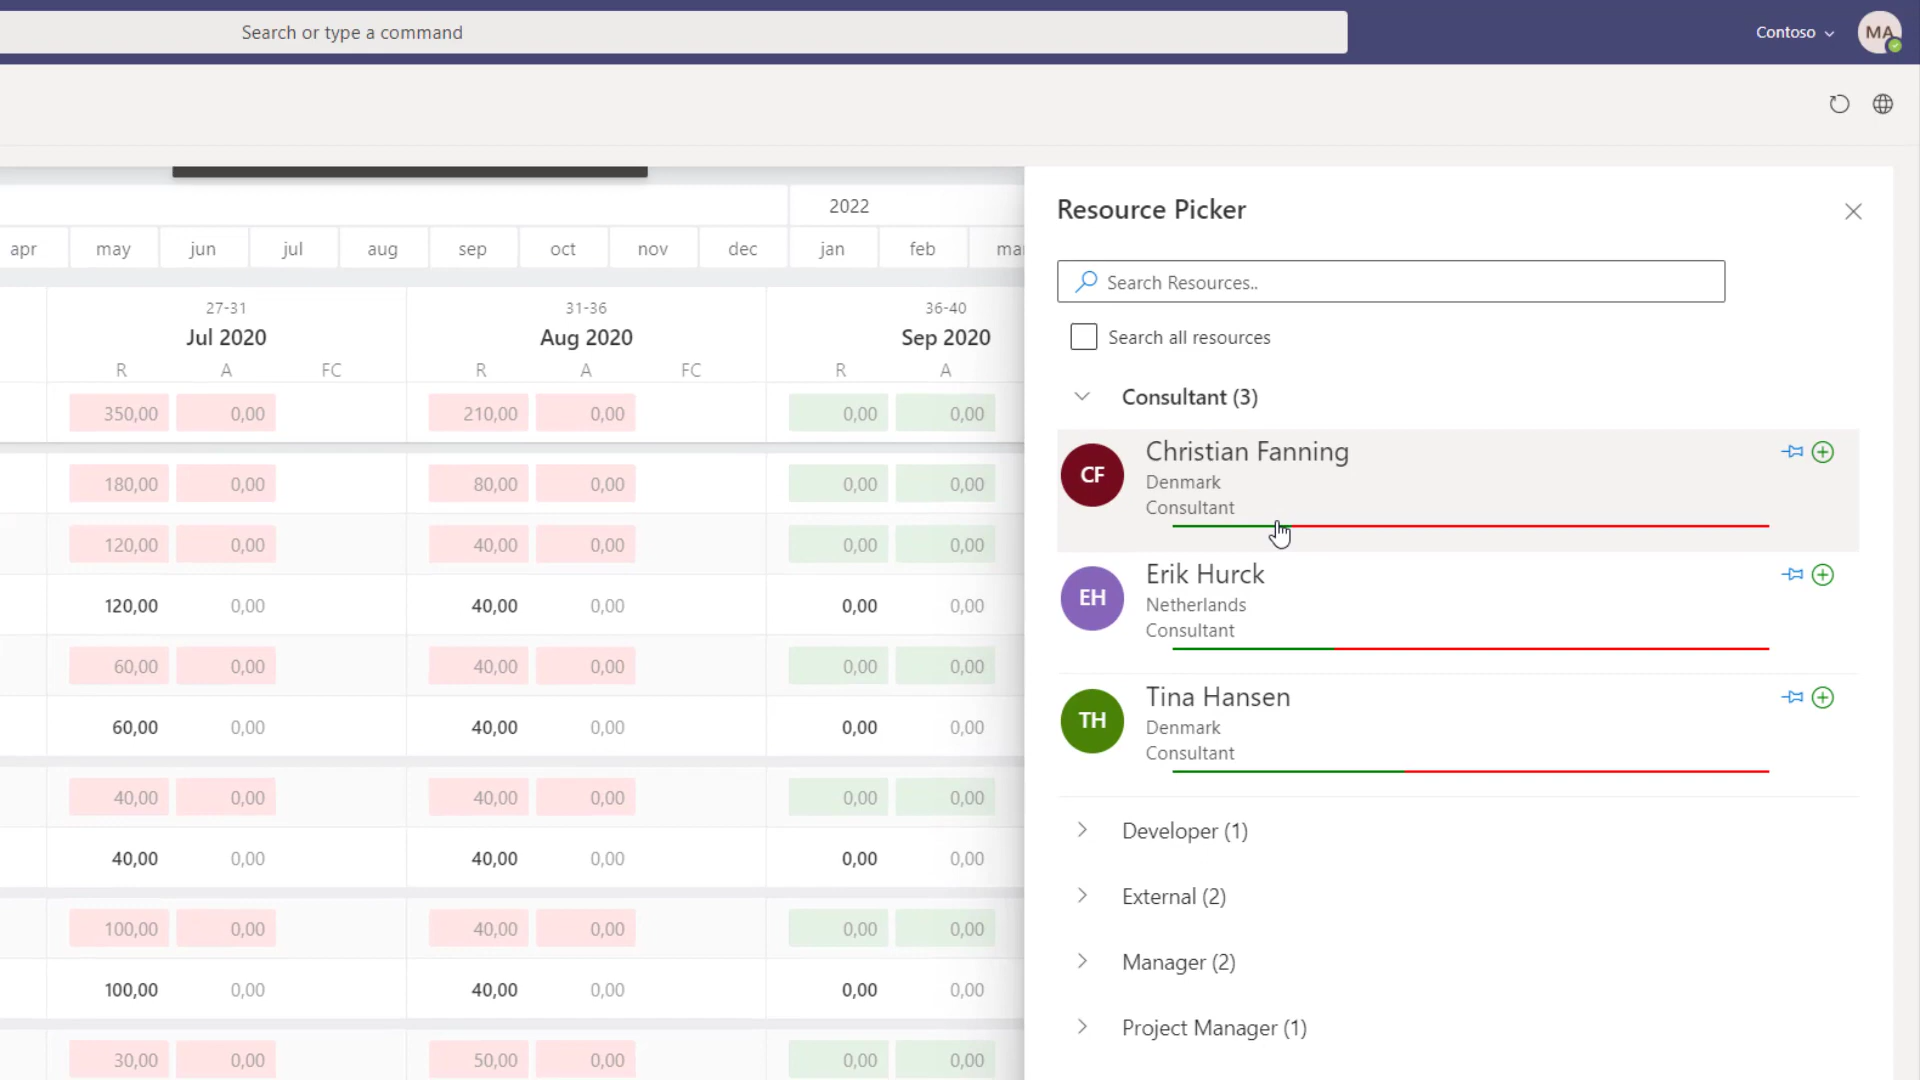 Search or type a command
Contoso
MA
2022
apr may jun jul aug sep oct nov dec jan feb mar
27-31 31-36 36-40
Jul 2020 Aug 2020 Sep 2020
R A FC R A FC R A
350,00 0,00 210,00 0,00 0,00 0,00
180,00 0,00 80,00 0,00 0,00 0,00
120,00 0,00 40,00 0,00 0,00 0,00
120,00 0,00 40,00 0,00 0,00 0,00
60,00 0,00 40,00 0,00 0,00 0,00
60,00 0,00 40,00 0,00 0,00 0,00
40,00 0,00 40,00 0,00 0,00 0,00
40,00 0,00 40,00 0,00 0,00 0,00
100,00 0,00 40,00 0,00 0,00 0,00
100,00 0,00 40,00 0,00 0,00 0,00
30,00 0,00 50,00 0,00 0,00 0,00
Resource Picker
Search Resources..
Search all resources
Consultant (3)
CF
Christian Fanning
Denmark
Consultant
EH
Erik Hurck
Netherlands
Consultant
TH
Tina Hansen
Denmark
Consultant
Developer (1)
External (2)
Manager (2)
Project Manager (1)